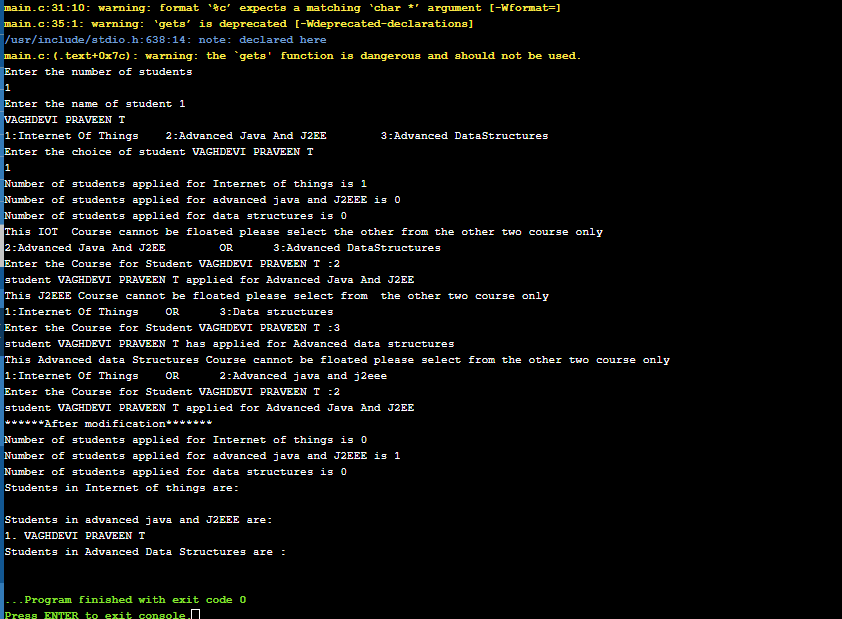 main.c:31:10: warning: format ‘%c’ expects a matching ‘char *’ argument [-Wformat=]
main.c:35:1: warning: ‘gets’ is deprecated [-Wdeprecated-declarations]
/usr/include/stdio.h:638:14: note: declared here
main.c:(.text+0x7c): warning: the `gets' function is dangerous and should not be used.
Enter the number of students
1
Enter the name of student 1
VAGHDEVI PRAVEEN T
1:Internet Of Things    2:Advanced Java And J2EE        3:Advanced DataStructures
Enter the choice of student VAGHDEVI PRAVEEN T
1
Number of students applied for Internet of things is 1
Number of students applied for advanced java and J2EEE is 0
Number of students applied for data structures is 0
This IOT  Course cannot be floated please select the other from the other two course only
2:Advanced Java And J2EE        OR      3:Advanced DataStructures
Enter the Course for Student VAGHDEVI PRAVEEN T :2
student VAGHDEVI PRAVEEN T applied for Advanced Java And J2EE
This J2EEE Course cannot be floated please select from  the other two course only
1:Internet Of Things    OR      3:Data structures
Enter the Course for Student VAGHDEVI PRAVEEN T :3
student VAGHDEVI PRAVEEN T has applied for Advanced data structures
This Advanced data Structures Course cannot be floated please select from the other two course only
1:Internet Of Things    OR      2:Advanced java and j2eee
Enter the Course for Student VAGHDEVI PRAVEEN T :2
student VAGHDEVI PRAVEEN T applied for Advanced Java And J2EE
******After modification*******
Number of students applied for Internet of things is 0
Number of students applied for advanced java and J2EEE is 1
Number of students applied for data structures is 0
Students in Internet of things are:
Students in advanced java and J2EEE are:
1. VAGHDEVI PRAVEEN T
Students in Advanced Data Structures are :
...Program finished with exit code 0
Press ENTER to exit console.